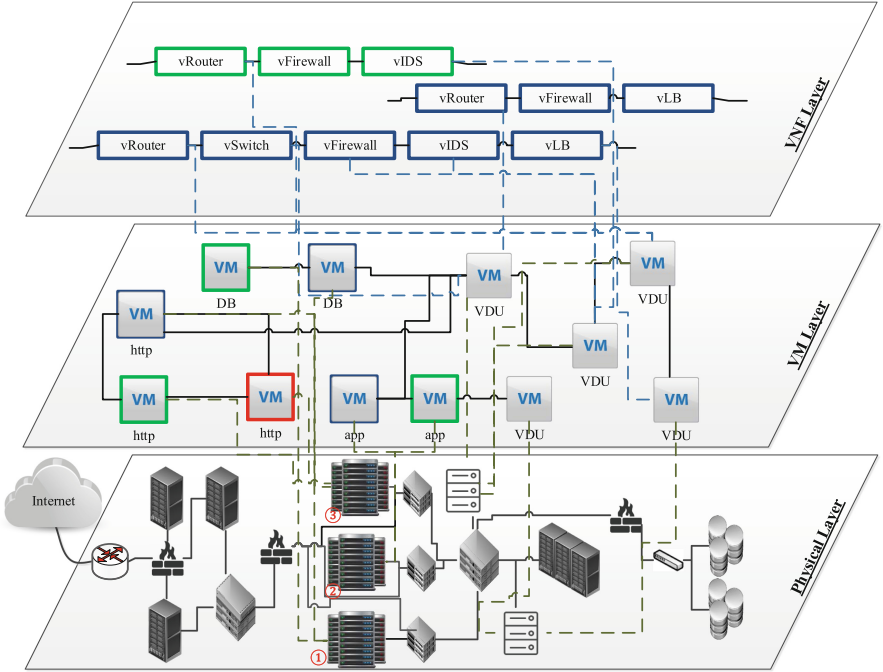 vRouter vFirewall vIDS
vRouter vFirewall vLB
vRouter vSwitch vFirewall vIDS vLB
VNF Layer
VM VM VM VM
DB DB VDU VDU
VM VM
http VDU
VM VM VM VM VM VM
http http app app VDU VDU
VM Layer
Internet
③
②
①
Physical Layer